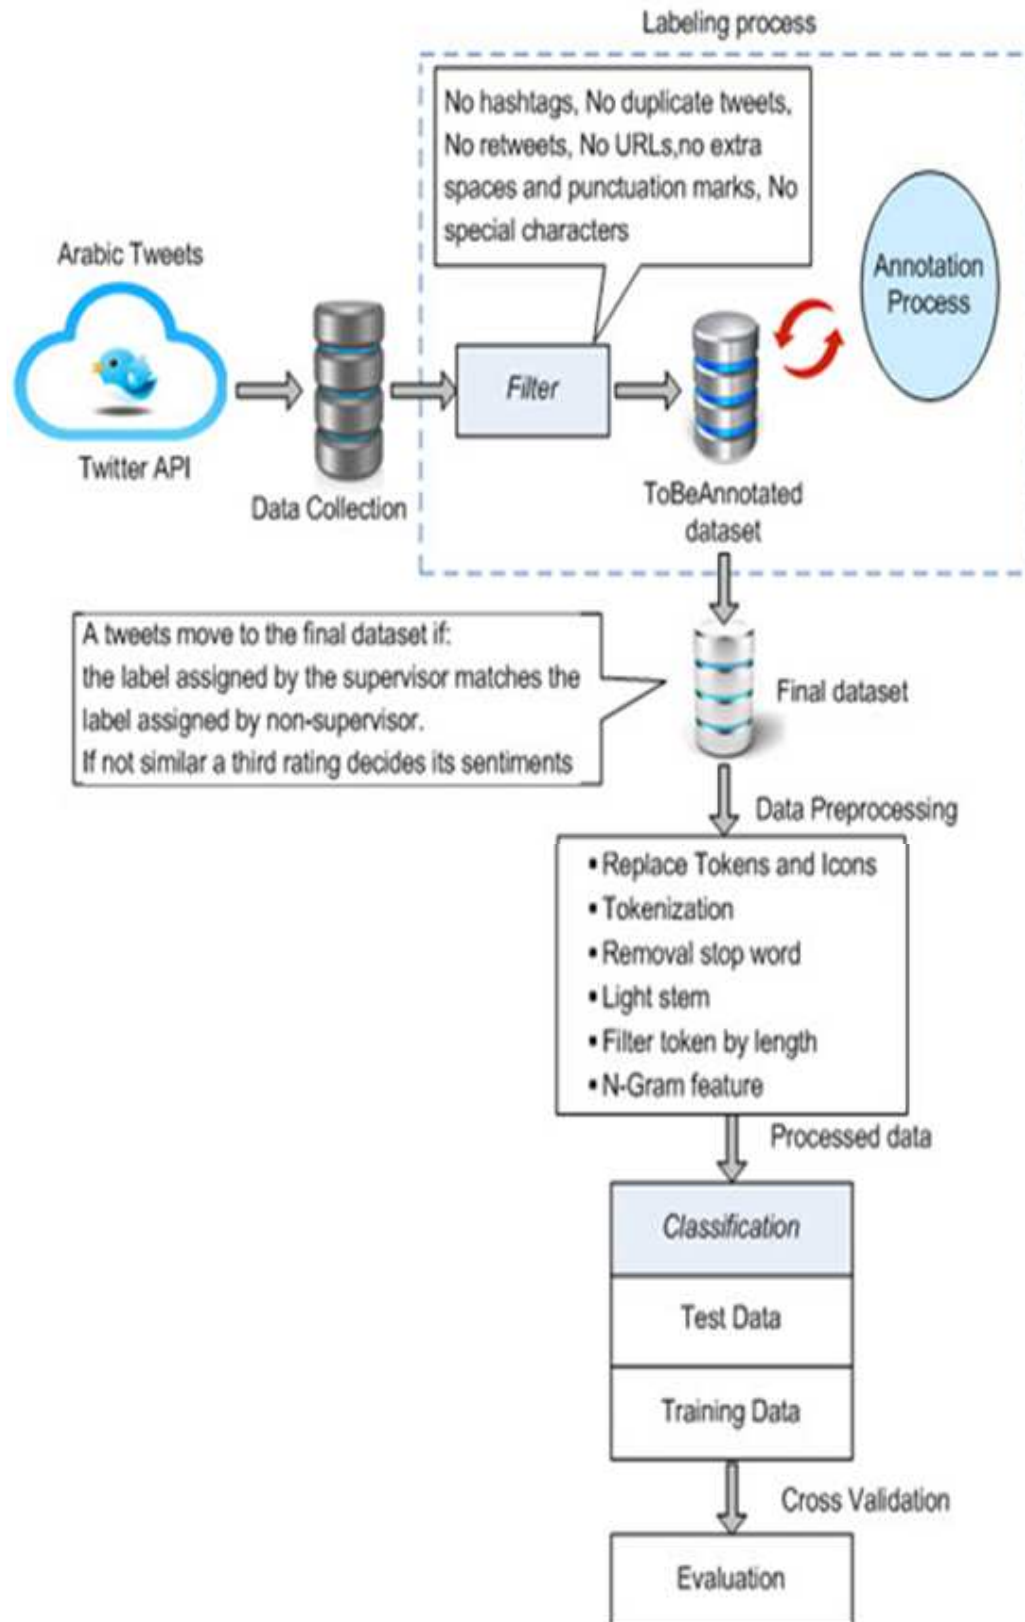 Labeling process
No hashtags, No duplicate tweets,
No retweets, No URLs,no extra
spaces and punctuation marks, No
special characters
Annotation
Process
Arabic Tweets
Twitter API
Data Collection
Filter
ToBeAnnotated
dataset
A tweets move to the final dataset if:
the label assigned by the supervisor matches the
label assigned by non-supervisor.
If not similar a third rating decides its sentiments
Final dataset
Data Preprocessing
▪ Replace Tokens and Icons
▪ Tokenization
▪ Removal stop word
▪ Light stem
▪ Filter token by length
▪ N-Gram feature
Processed data
Classification
Test Data
Training Data
Cross Validation
Evaluation